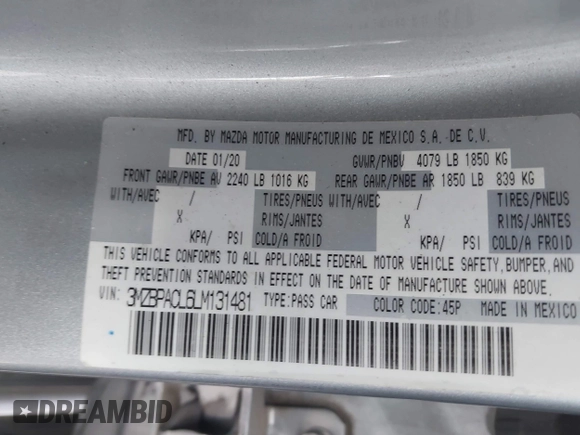 MFD. BY MAZDA MOTOR MANUFACTURING DE MEXICO S.A. DE C.V.
DATE 01/20 GVWR/PNBV 4079 LB 1850 KG
FRONT GAWR/PNBE AV 2240 LB 1016 KG REAR GAWR/PNBE AR 1850 LB 839 KG
WITH/AVEC / TIRES/PNEUS WITH/AVEC / TIRES/PNEUS
X RIMS/JANTES X RIMS/JANTES
KPA/ PSI COLD/A FROID KPA/ PSI COLD/A FROID
THIS VEHICLE CONFORMS TO ALL APPLICABLE FEDERAL MOTOR VEHICLE SAFETY, BUMPER, AND
THEFT PREVENTION STANDARDS IN EFFECT ON THE DATE OF MANUFACTURE SHOWN ABOVE.
VIN: 3MZBPACL6LM131481 TYPE:PASS CAR COLOR CODE:45P MADE IN MEXICO
DREAMBID